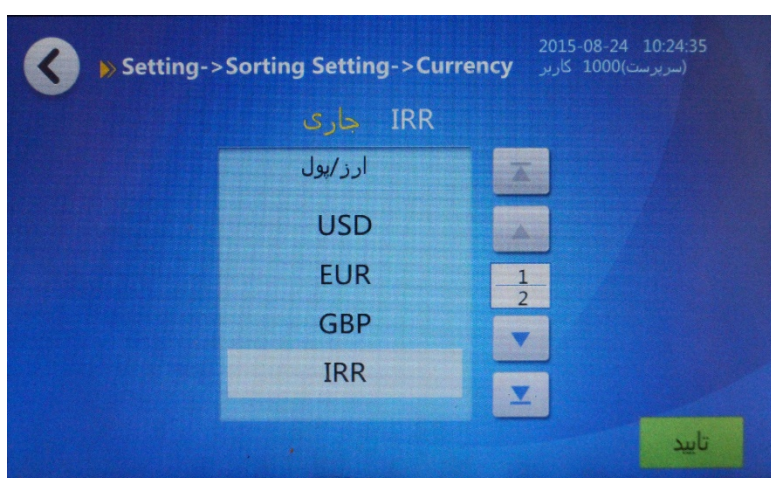 Setting->Sorting Setting->Currency
2015-08-24 10:24:35
(سرپرست)1000 کاربر
جاری IRR
ارز/پول
USD
EUR
GBP
IRR
1
2
تایید